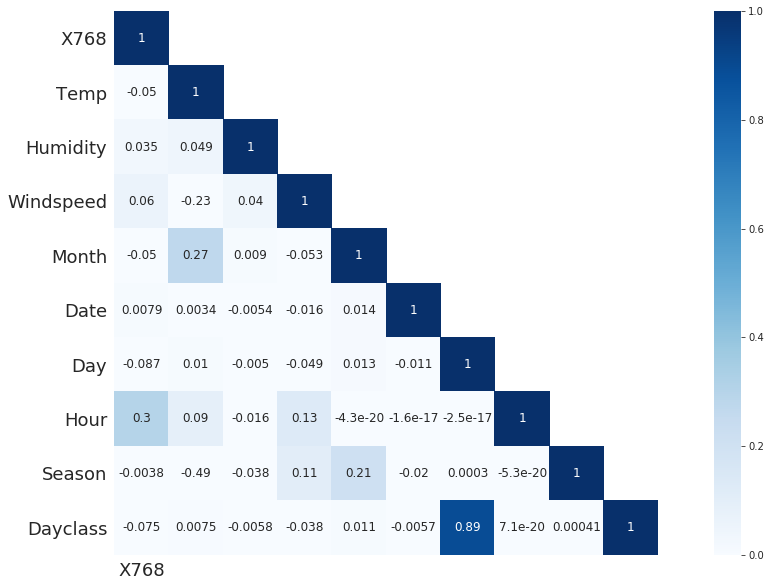 X768 1
Temp -0.05 1
Humidity 0.035 0.049 1
Windspeed 0.06 -0.23 0.04 1
Month -0.05 0.27 0.009 -0.053 1
Date 0.0079 0.0034 -0.0054 -0.016 0.014 1
Day -0.087 0.01 -0.005 -0.049 0.013 -0.011 1
Hour 0.3 0.09 -0.016 0.13 -4.3e-20 -1.6e-17 -2.5e-17 1
Season -0.0038 -0.49 -0.038 0.11 0.21 -0.02 0.0003 -5.3e-20 1
Dayclass -0.075 0.0075 -0.0058 -0.038 0.011 -0.0057 0.89 7.1e-20 0.00041 1
X768
1.0
0.8
0.6
0.4
0.2
0.0